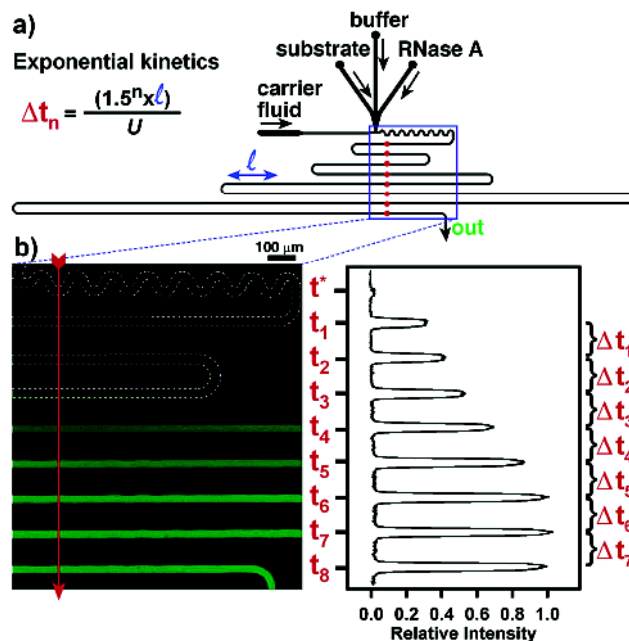 a)
buffer
substrate
RNase A
Exponential kinetics
carrier
fluid
Δtₙ = (1.5ⁿxℓ)
U
ℓ
out
b)
100 μm
t*
t₁
t₂
t₃
t₄
t₅
t₆
t₇
t₈
Δt₁
Δt₂
Δt₃
Δt₄
Δt₅
Δt₆
Δt₇
0.0 0.2 0.4 0.6 0.8 1.0
Relative Intensity